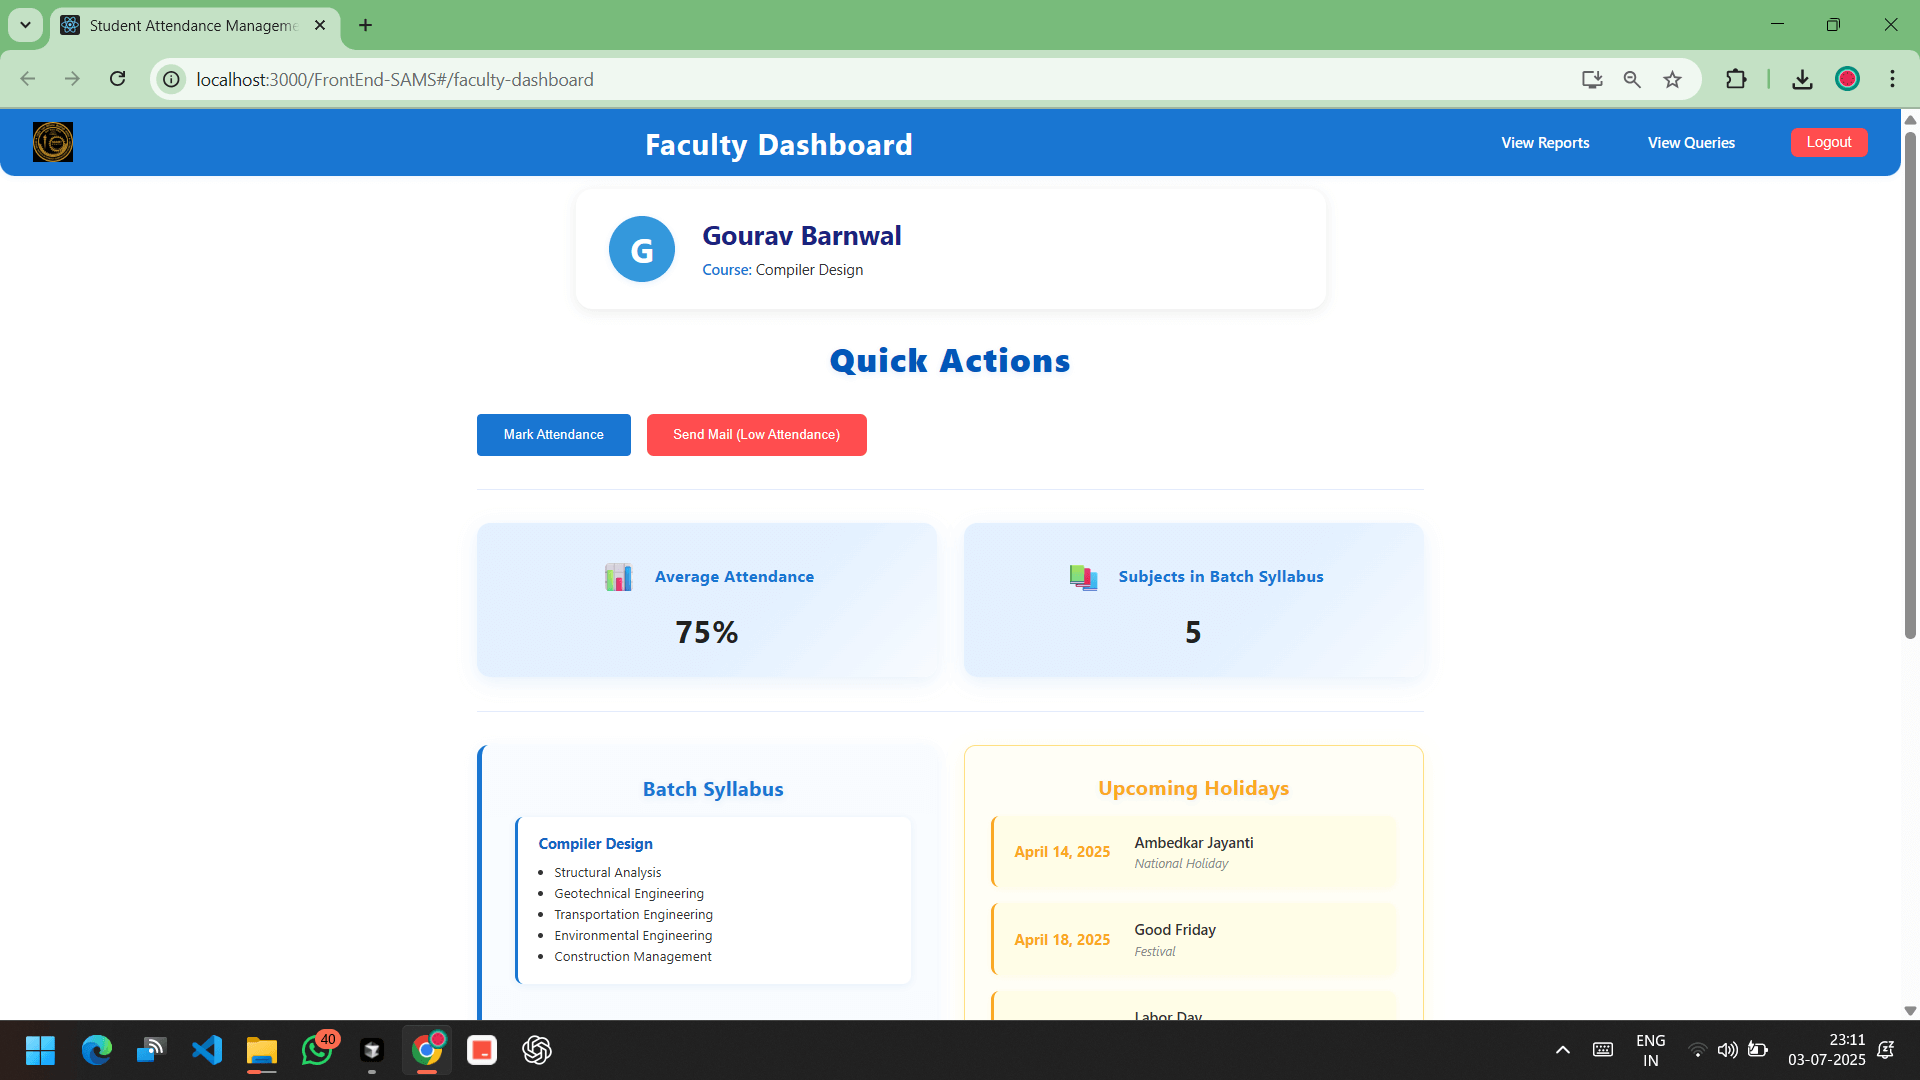 Student Attendance Manageme
localhost:3000/FrontEnd-SAMS#/faculty-dashboard
Faculty Dashboard
View Reports
View Queries
Logout
G
Gourav Barnwal
Course: Compiler Design
Quick Actions
Mark Attendance
Send Mail (Low Attendance)
Average Attendance
75%
Subjects in Batch Syllabus
5
Batch Syllabus
Compiler Design
Structural Analysis
Geotechnical Engineering
Transportation Engineering
Environmental Engineering
Construction Management
Upcoming Holidays
April 14, 2025
Ambedkar Jayanti
National Holiday
April 18, 2025
Good Friday
Festival
Labor Day
40
ENG
IN
23:11
03-07-2025